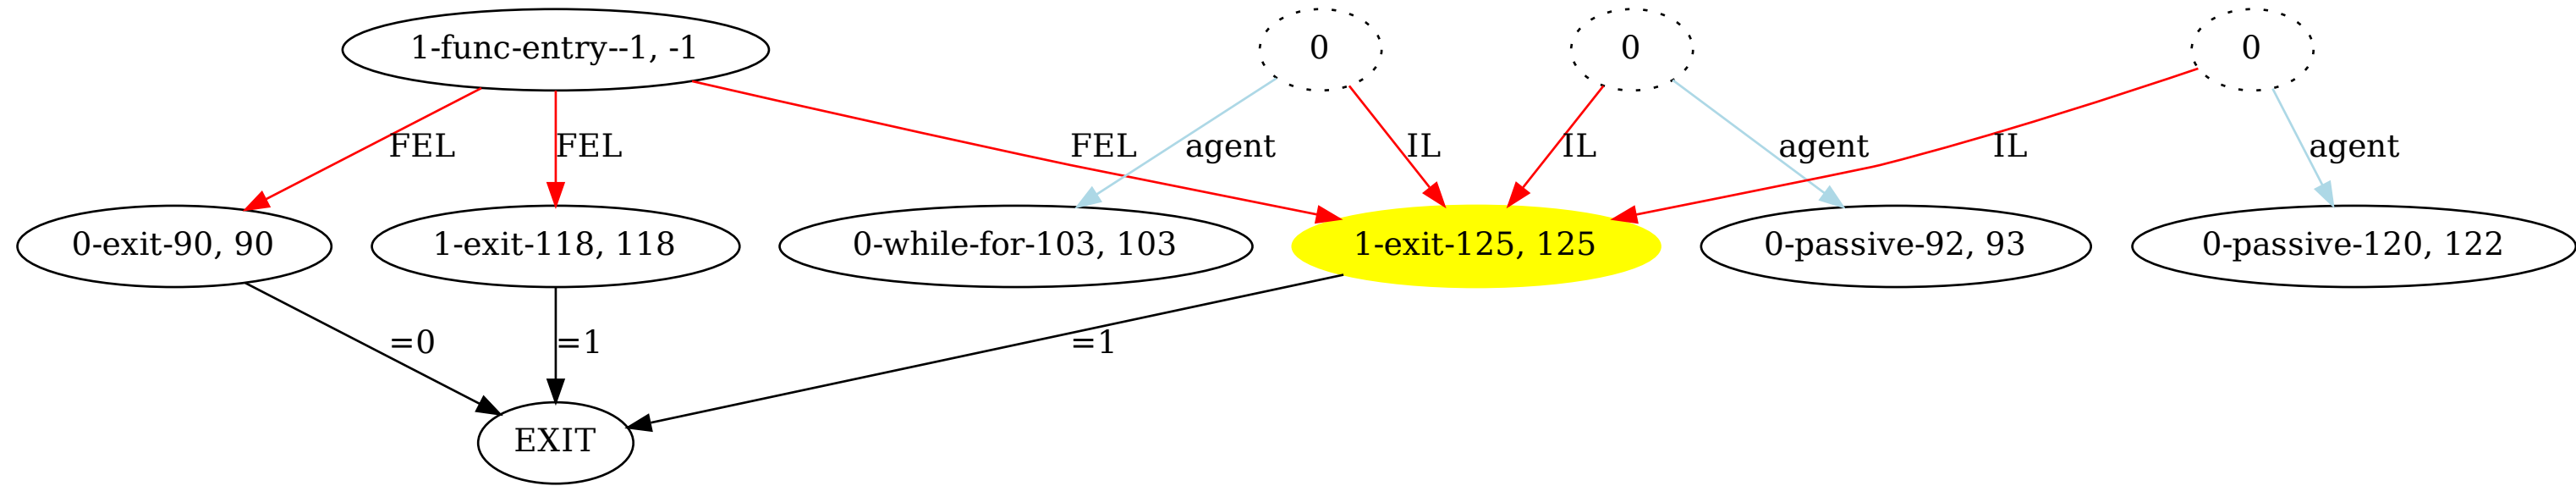 1-func-entry--1, -1
0
0
0
FEL
FEL
FEL
agent
IL
IL
agent
IL
agent
0-exit-90, 90
1-exit-118, 118
0-while-for-103, 103
1-exit-125, 125
0-passive-92, 93
0-passive-120, 122
=0
=1
=1
EXIT